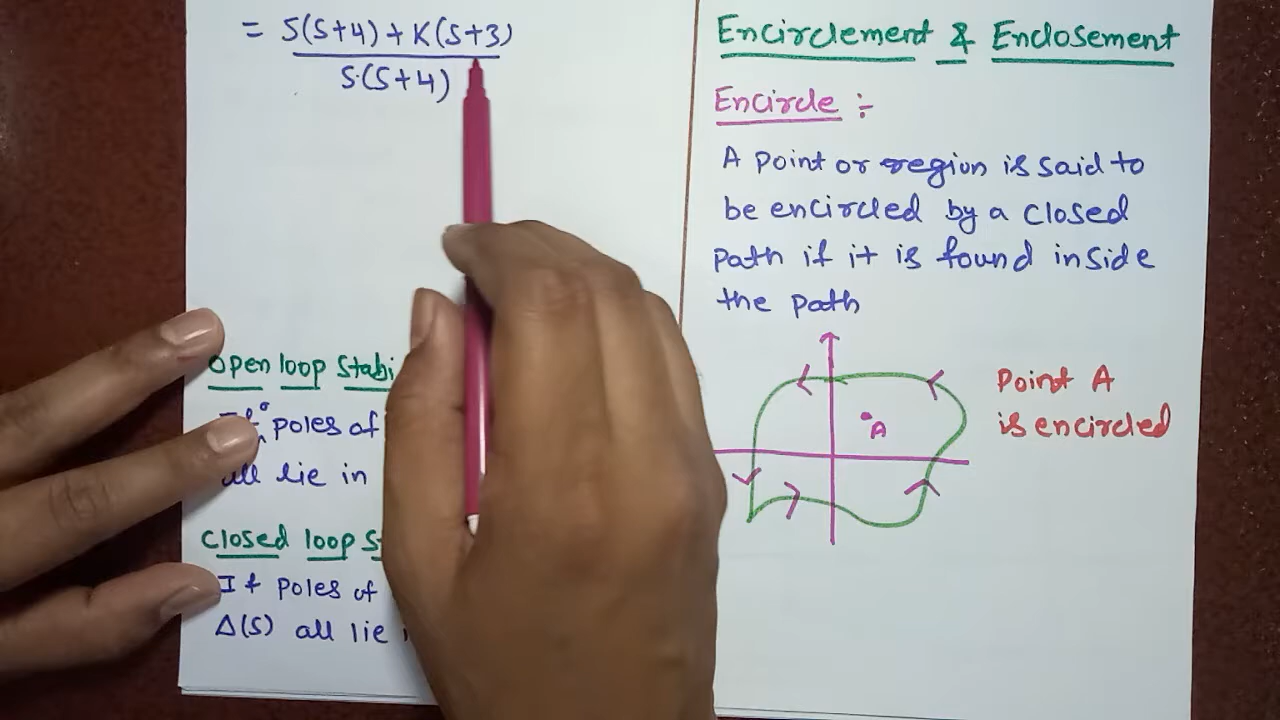 = S(S+4) + K(S+3)
S(S+4)
Open loop Stabi
If poles of
all lie in
Closed loop S
If poles of
Δ(S) all lie
Encirclement & Enclosement
Encircle :-
A point or region is said to
be encircled by a closed
path if it is found inside
the path
A
Point A
is encircled